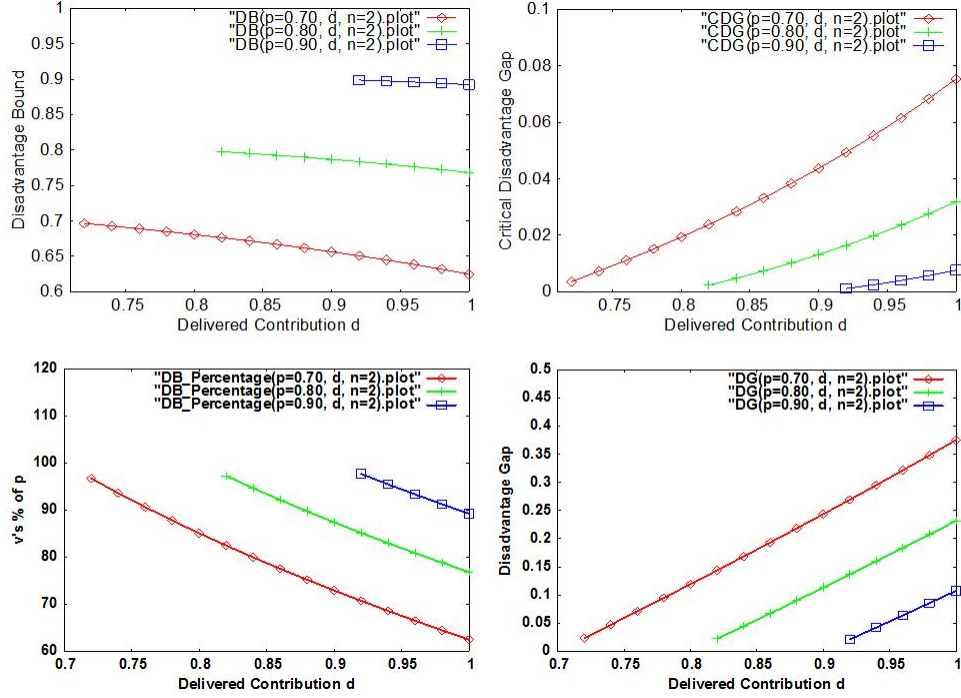 "DB(p=0.70, d, n=2).plot"
"DB(p=0.80, d, n=2).plot"
"DB(p=0.90, d, n=2).plot"
1
0.95
0.9
0.85
0.8
0.75
0.7
0.65
0.6
Disadvantage Bound
0.75 0.8 0.85 0.9 0.95 1
Delivered Contribution d
"CDG(p=0.70, d, n=2).plot"
"CDG(p=0.80, d, n=2).plot"
"CDG(p=0.90, d, n=2).plot"
0.1
0.08
0.06
0.04
0.02
0
Critical Disadvantage Gap
0.75 0.8 0.85 0.9 0.95 1
Delivered Contribution d
"DB_Percentage(p=0.70, d, n=2).plot"
"DB_Percentage(p=0.80, d, n=2).plot"
"DB_Percentage(p=0.90, d, n=2).plot"
120
110
100
90
80
70
60
v's % of p
0.7 0.75 0.8 0.85 0.9 0.95 1
Delivered Contribution d
"DG(p=0.70, d, n=2).plot"
"DG(p=0.80, d, n=2).plot"
"DG(p=0.90, d, n=2).plot"
0.5
0.45
0.4
0.35
0.3
0.25
0.2
0.15
0.1
0.05
0
Disadvantage Gap
0.7 0.75 0.8 0.85 0.9 0.95 1
Delivered Contribution d